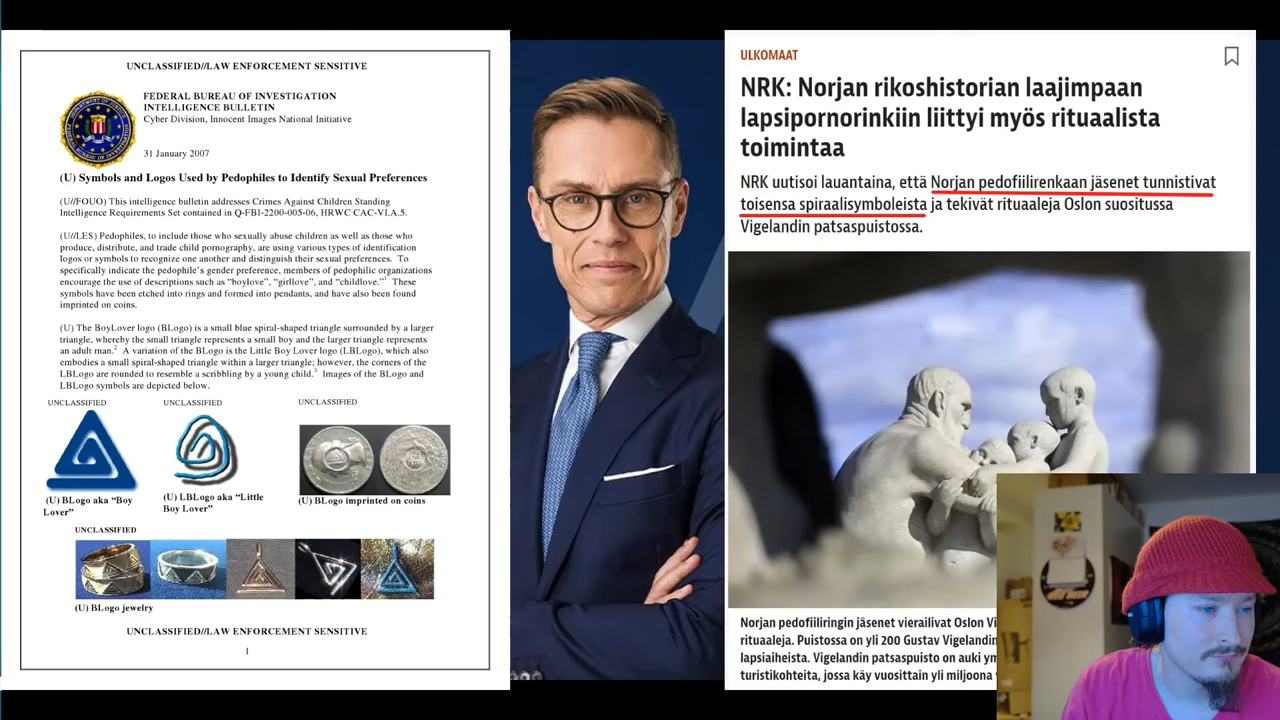 UNCLASSIFIED//LAW ENFORCEMENT SENSITIVE
FEDERAL BUREAU OF INVESTIGATION
INTELLIGENCE BULLETIN
Cyber Division, Innocent Images National Initiative
31 January 2007
(U) Symbols and Logos Used by Pedophiles to Identify Sexual Preferences
(U//FOUO) This intelligence bulletin addresses Crimes Against Children Standing
Intelligence Requirements Set contained in Q-FBI-2200-005-06, HRWC CAC-VI.A.5.
(U//LES) Pedophiles, to include those who sexually abuse children as well as those who
produce, distribute, and trade child pornography, are using various types of identification
logos or symbols to recognize one another and distinguish their sexual preferences. To
specifically indicate the pedophile's gender preference, members of pedophilic organizations
encourage the use of descriptions such as "boylove", "girllove", and "childlove."1 These
symbols have been etched into rings and formed into pendants, and have also been found
imprinted on coins.
(U) The BoyLover logo (BLogo) is a small blue spiral-shaped triangle surrounded by a larger
triangle, whereby the small triangle represents a small boy and the larger triangle represents
an adult man.2 A variation of the BLogo is the Little Boy Lover logo (LBLogo), which also
embodies a small spiral-shaped triangle within a larger triangle; however, the corners of the
LBLogo are rounded to resemble a scribbling by a young child.3 Images of the BLogo and
LBLogo symbols are depicted below.
UNCLASSIFIED
UNCLASSIFIED
UNCLASSIFIED
(U) BLogo aka "Boy
Lover"
(U) LBLogo aka "Little
Boy Lover"
(U) BLogo imprinted on coins
UNCLASSIFIED
(U) BLogo jewelry
UNCLASSIFIED//LAW ENFORCEMENT SENSITIVE
1
ULKOMAAT
NRK: Norjan rikoshistorian laajimpaan
lapsipornorinkiin liittyi myös rituaalista
toimintaa
NRK uutisoi lauantaina, että Norjan pedofiilirenkaan jäsenet tunnistivat
toisensa spiraalisymboleista ja tekivät rituaaleja Oslon suositussa
Vigelandin patsaspuistossa.
Norjan pedofiiliringin jäsenet vierailivat Oslon
rituaaleja. Puistossa on yli 200 Gustav Vigelandin
lapsiaiheista. Vigelandin patsaspuisto on auki
turistikohteita, jossa käy vuosittain yli miljoona